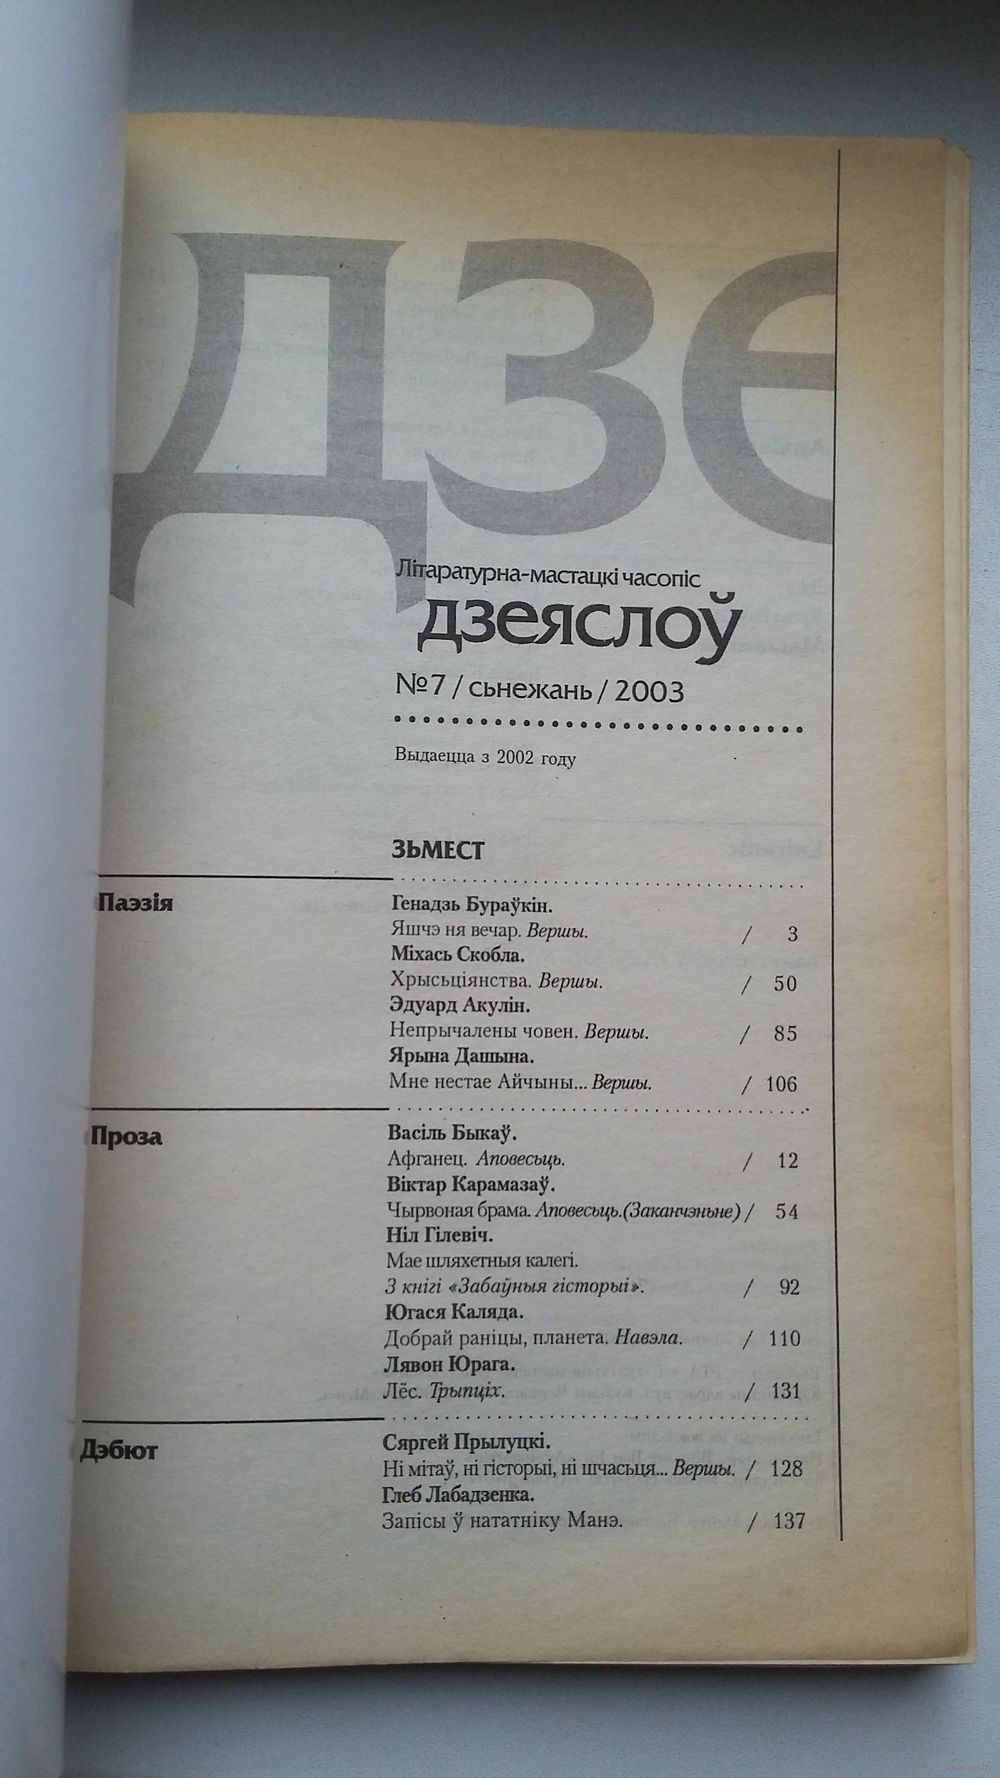 ДЗЕ
Літаратурна-мастацкі часопіс
дзеяслоў
№7 / сьнежань / 2003
Выдаецца з 2002 году
ЗЬМЕСТ
Паэзія
Генадзь Бураўкін.
Яшчэ ня вечар. Вершы. / 3
Міхась Скобла.
Хрысьціянства. Вершы. / 50
Эдуард Акулін.
Непрычалены човен. Вершы. / 85
Ярына Дашына.
Мне нестае Айчыны... Вершы. / 106
Проза
Васіль Быкаў.
Афганец. Аповесьць. / 12
Віктар Карамазаў.
Чырвоная брама. Аповесьць.(Заканчэньне) / 54
Ніл Гілевіч.
Мае шляхетныя калегі.
З кнігі «Забаўныя гісторыі». / 92
Югася Каляда.
Добрай раніцы, планета. Навэла. / 110
Лявон Юрага.
Лёс. Трыпціх. / 131
Дэбют
Сяргей Прылуцкі.
Ні мітаў, ні гісторыі, ні шчасьця... Вершы. / 128
Глеб Лабадзенка.
Запісы ў нататніку Манэ. / 137